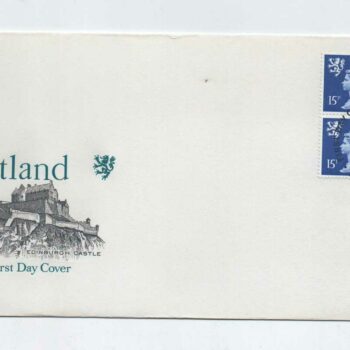 tland
EDINBURGH CASTLE
rst Day Cover
15P
15P